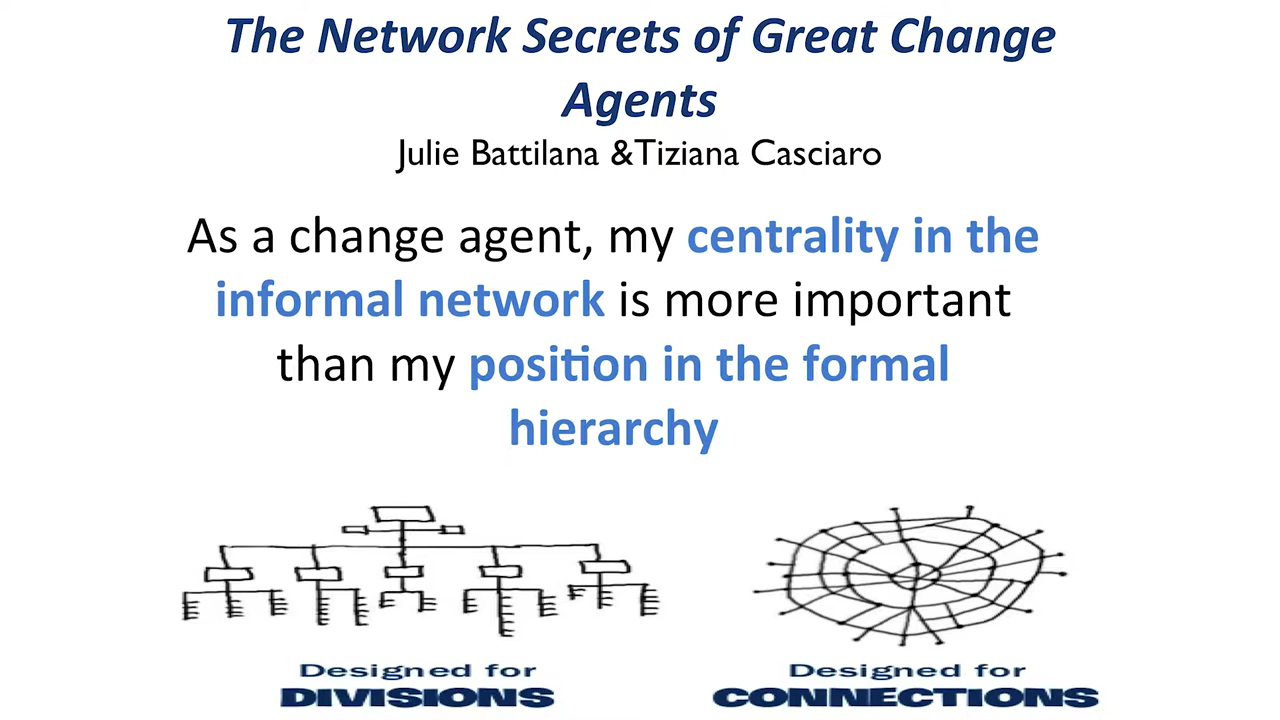 The Network Secrets of Great Change
Agents
Julie Battilana &Tiziana Casciaro
As a change agent, my centrality in the
informal network is more important
than my position in the formal
hierarchy
Designed for
DIVISIONS
Designed for
CONNECTIONS